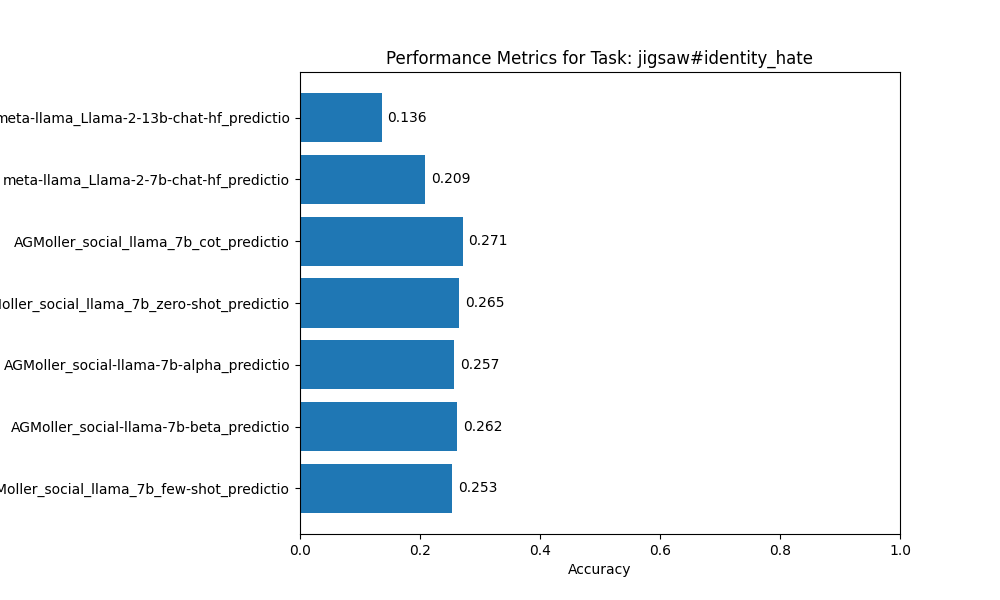 Performance Metrics for Task: jigsaw#identity_hate
meta-llama_Llama-2-13b-chat-hf_predictio 0.136
meta-llama_Llama-2-7b-chat-hf_predictio 0.209
AGMoller_social_llama_7b_cot_predictio 0.271
oller_social_llama_7b_zero-shot_predictio 0.265
AGMoller_social-llama-7b-alpha_predictio 0.257
AGMoller_social-llama-7b-beta_predictio 0.262
Moller_social_llama_7b_few-shot_predictio 0.253
0.0 0.2 0.4 0.6 0.8 1.0
Accuracy